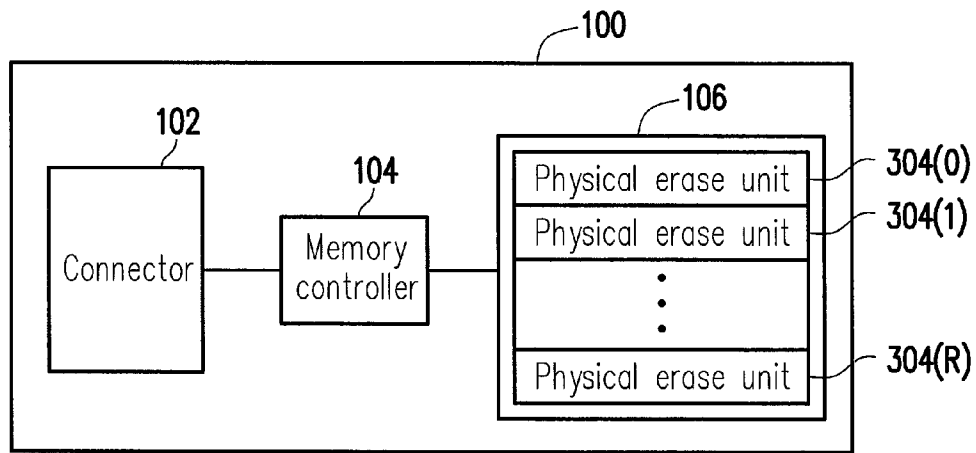 100
106
102
104
Connector
Memory
controller
Physical erase unit
304(0)
Physical erase unit
304(1)
Physical erase unit
304(R)